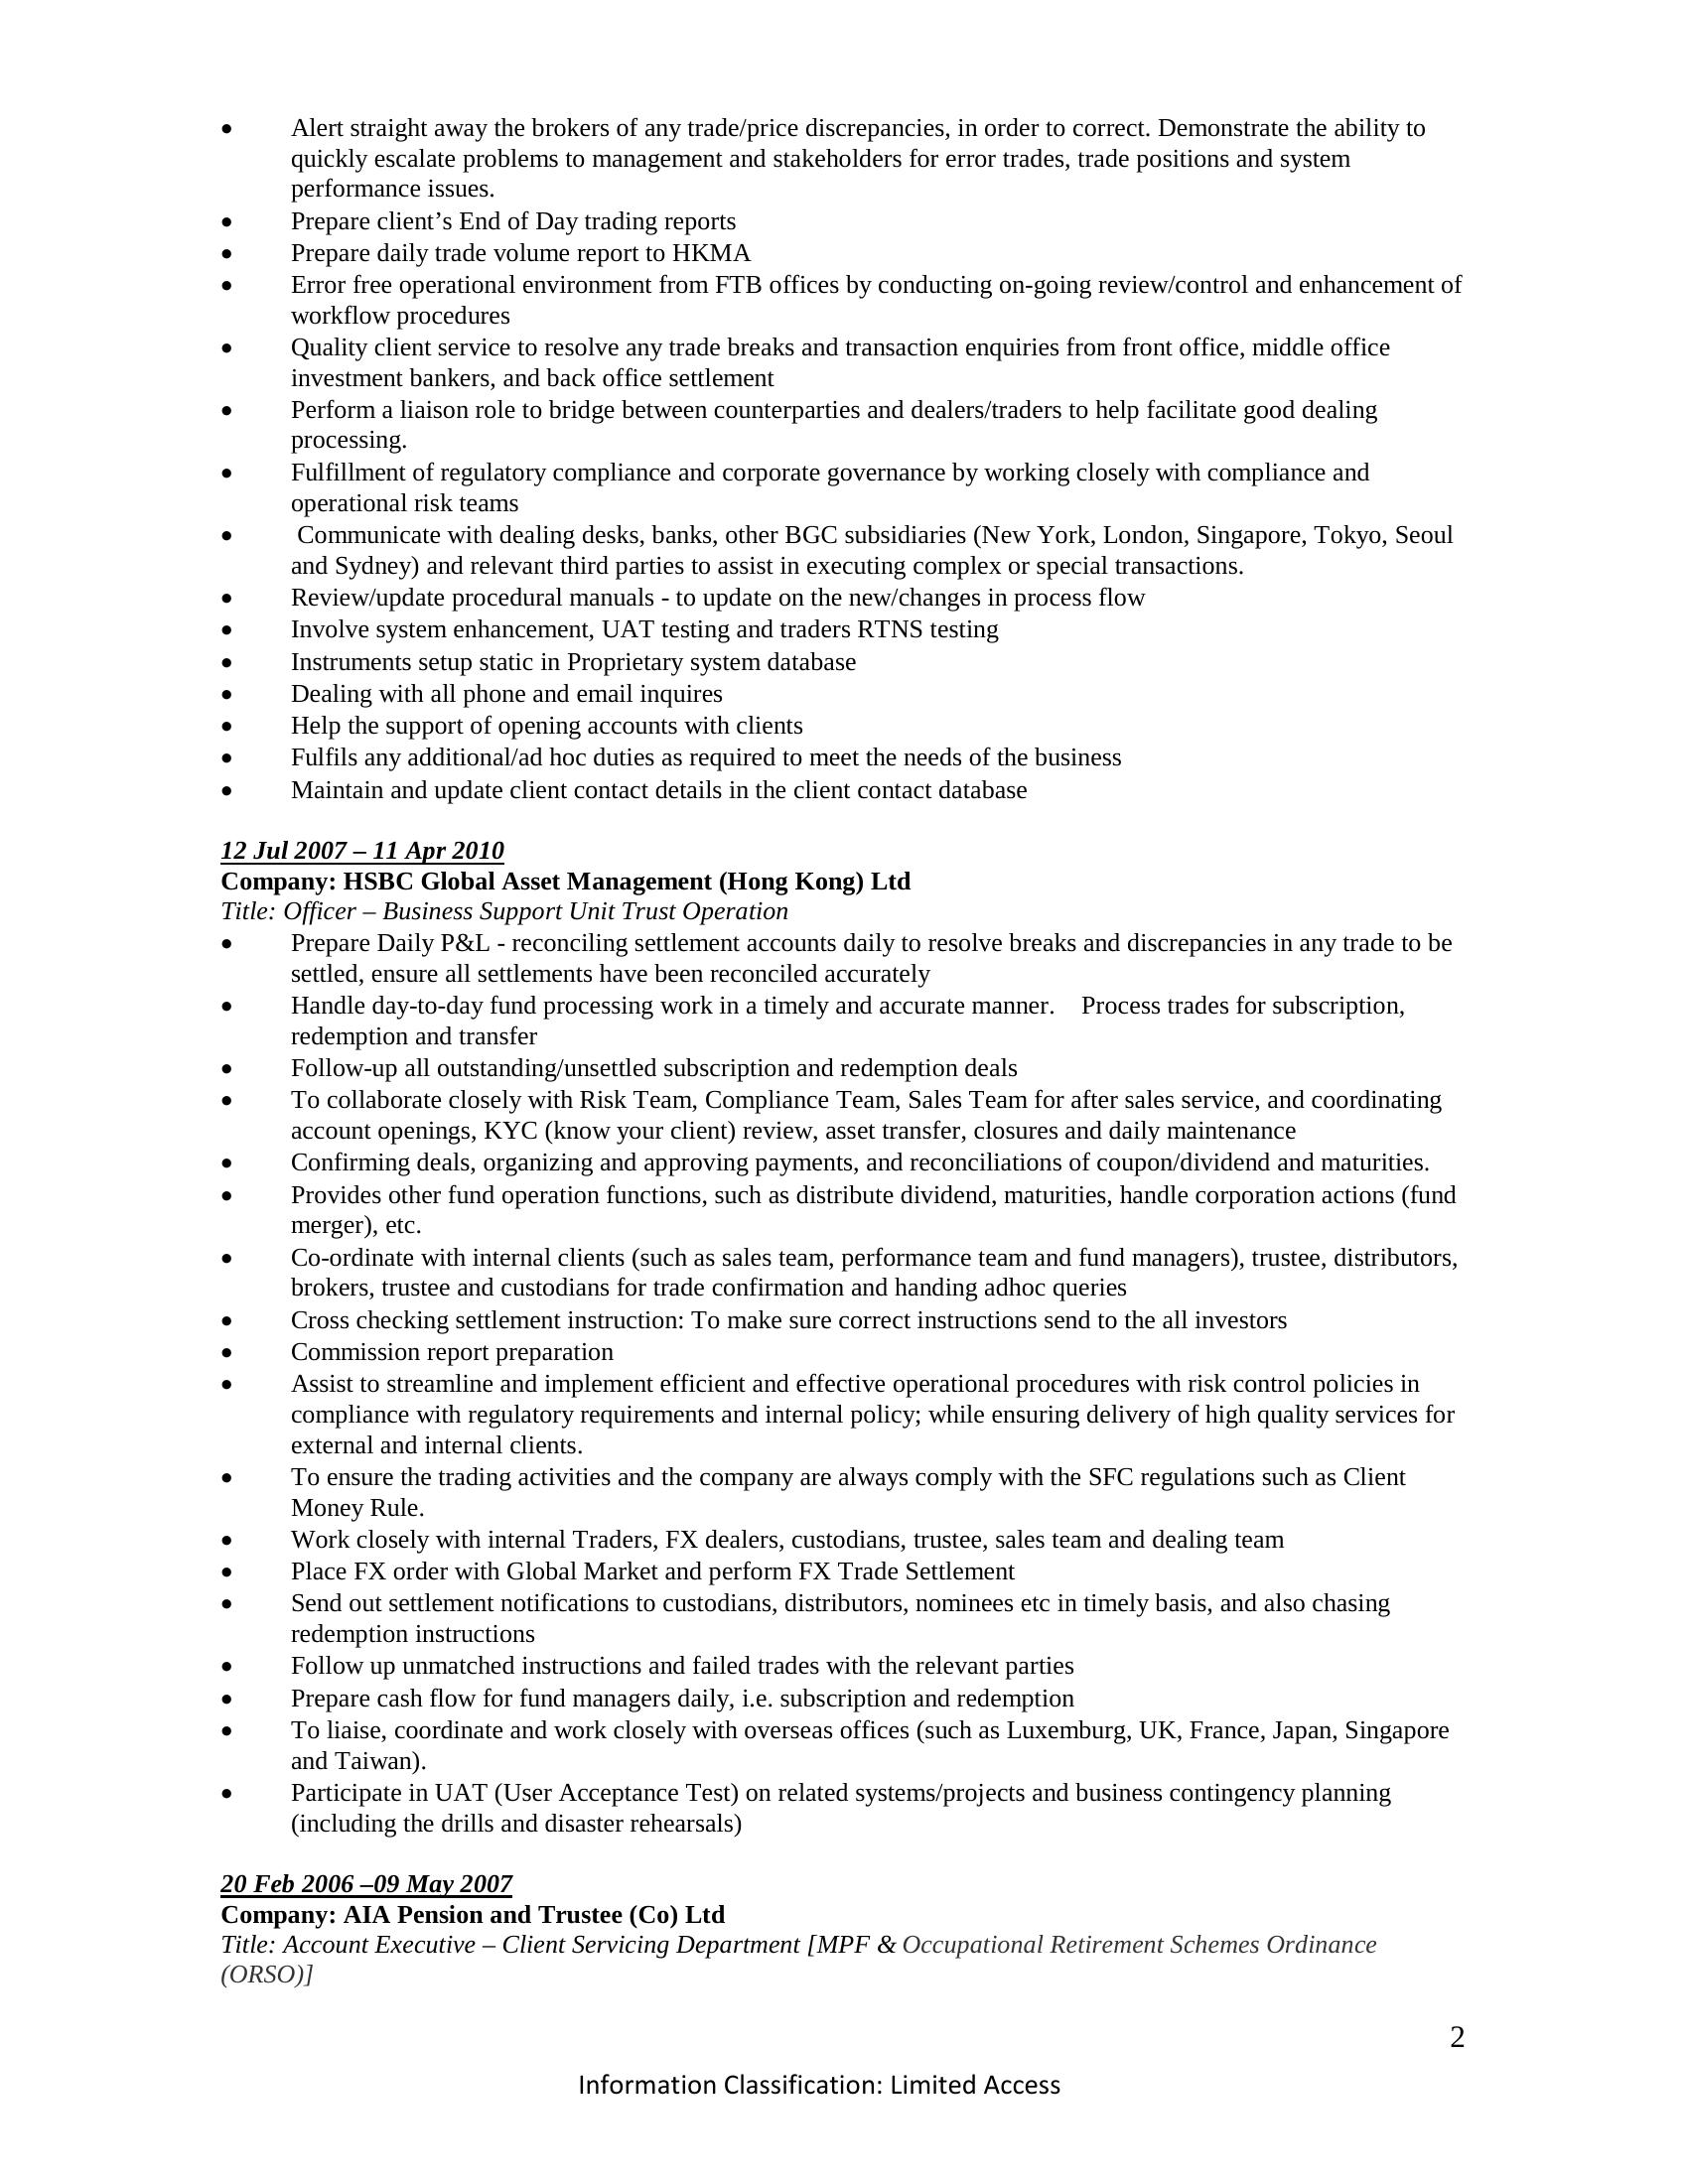 • Alert straight away the brokers of any trade/price discrepancies, in order to correct. Demonstrate the ability to
quickly escalate problems to management and stakeholders for error trades, trade positions and system
performance issues.
• Prepare client’s End of Day trading reports
• Prepare daily trade volume report to HKMA
• Error free operational environment from FTB offices by conducting on-going review/control and enhancement of
workflow procedures
• Quality client service to resolve any trade breaks and transaction enquiries from front office, middle office
investment bankers, and back office settlement
• Perform a liaison role to bridge between counterparties and dealers/traders to help facilitate good dealing
processing.
• Fulfillment of regulatory compliance and corporate governance by working closely with compliance and
operational risk teams
• Communicate with dealing desks, banks, other BGC subsidiaries (New York, London, Singapore, Tokyo, Seoul
and Sydney) and relevant third parties to assist in executing complex or special transactions.
• Review/update procedural manuals - to update on the new/changes in process flow
• Involve system enhancement, UAT testing and traders RTNS testing
• Instruments setup static in Proprietary system database
• Dealing with all phone and email inquires
• Help the support of opening accounts with clients
• Fulfils any additional/ad hoc duties as required to meet the needs of the business
• Maintain and update client contact details in the client contact database
12 Jul 2007 – 11 Apr 2010
Company: HSBC Global Asset Management (Hong Kong) Ltd
Title: Officer – Business Support Unit Trust Operation
• Prepare Daily P&L - reconciling settlement accounts daily to resolve breaks and discrepancies in any trade to be
settled, ensure all settlements have been reconciled accurately
• Handle day-to-day fund processing work in a timely and accurate manner. Process trades for subscription,
redemption and transfer
• Follow-up all outstanding/unsettled subscription and redemption deals
• To collaborate closely with Risk Team, Compliance Team, Sales Team for after sales service, and coordinating
account openings, KYC (know your client) review, asset transfer, closures and daily maintenance
• Confirming deals, organizing and approving payments, and reconciliations of coupon/dividend and maturities.
• Provides other fund operation functions, such as distribute dividend, maturities, handle corporation actions (fund
merger), etc.
• Co-ordinate with internal clients (such as sales team, performance team and fund managers), trustee, distributors,
brokers, trustee and custodians for trade confirmation and handing adhoc queries
• Cross checking settlement instruction: To make sure correct instructions send to the all investors
• Commission report preparation
• Assist to streamline and implement efficient and effective operational procedures with risk control policies in
compliance with regulatory requirements and internal policy; while ensuring delivery of high quality services for
external and internal clients.
• To ensure the trading activities and the company are always comply with the SFC regulations such as Client
Money Rule.
• Work closely with internal Traders, FX dealers, custodians, trustee, sales team and dealing team
• Place FX order with Global Market and perform FX Trade Settlement
• Send out settlement notifications to custodians, distributors, nominees etc in timely basis, and also chasing
redemption instructions
• Follow up unmatched instructions and failed trades with the relevant parties
• Prepare cash flow for fund managers daily, i.e. subscription and redemption
• To liaise, coordinate and work closely with overseas offices (such as Luxemburg, UK, France, Japan, Singapore
and Taiwan).
• Participate in UAT (User Acceptance Test) on related systems/projects and business contingency planning
(including the drills and disaster rehearsals)
20 Feb 2006 –09 May 2007
Company: AIA Pension and Trustee (Co) Ltd
Title: Account Executive – Client Servicing Department [MPF & Occupational Retirement Schemes Ordinance
(ORSO)]
2
Information Classification: Limited Access